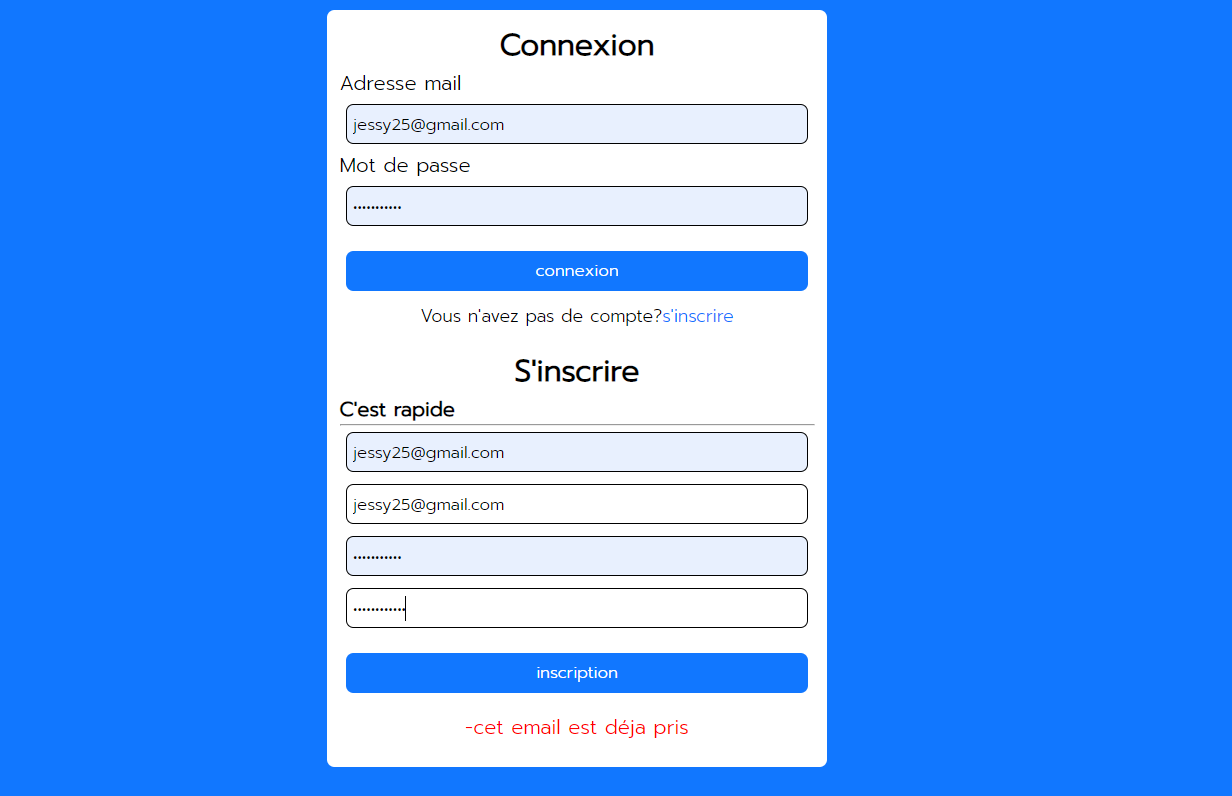 Connexion
Adresse mail
jessy25@gmail.com
Mot de passe
•••••••••••
connexion
Vous n'avez pas de compte?s'inscrire
S'inscrire
C'est rapide
jessy25@gmail.com
jessy25@gmail.com
•••••••••••
••••••••••••
inscription
-cet email est déja pris